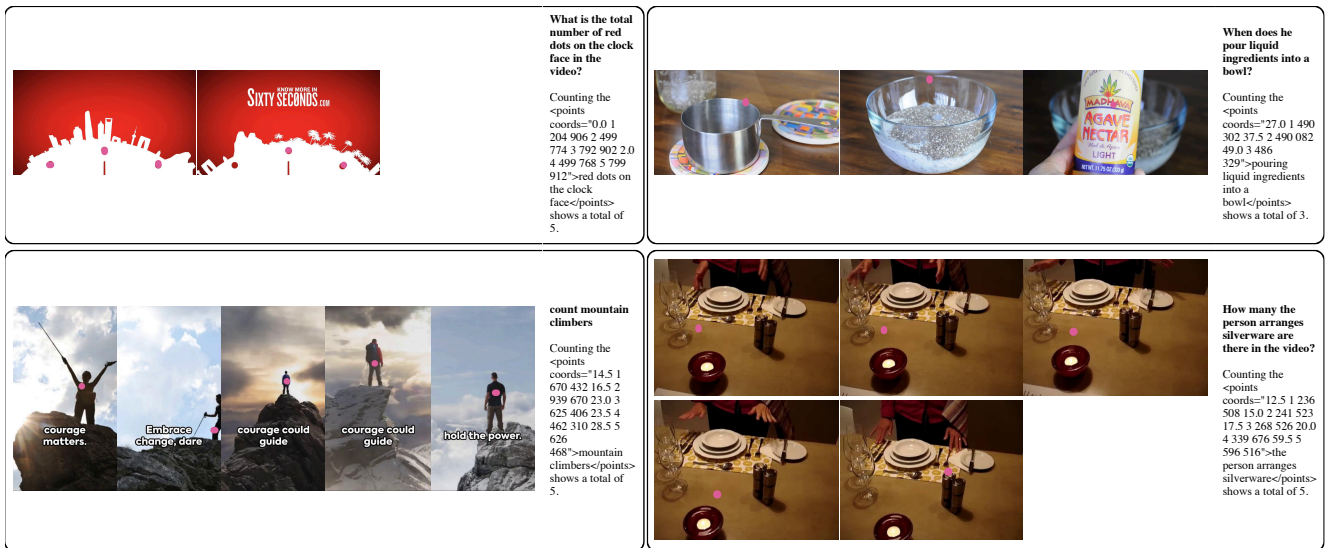 What is the total
number of red
dots on the clock
face in the
video?
Counting the
<points
coords="0.0 1
204 906 2 499
774 3 792 902 2.0
4 499 768 5 799
912">red dots on
the clock
face</points>
shows a total of
5.
KNOW MORE IN
SIXTY SECONDS.COM
When does he
pour liquid
ingredients into a
bowl?
Counting the
<points
coords="27.0 1 490
302 37.5 2 490 082
49.0 3 486
329">pouring
liquid ingredients
into a
bowl</points>
shows a total of 3.
MADHAVA
AGAVE
NECTAR
LIGHT
count mountain
climbers
Counting the
<points
coords="14.5 1
670 432 16.5 2
939 670 23.0 3
625 406 23.5 4
462 310 28.5 5
626
468">mountain
climbers</points>
shows a total of
5.
courage
matters.
Embrace
change, dare
courage could
guide
courage could
guide
hold the power.
How many the
person arranges
silverware are
there in the video?
Counting the
<points
coords="12.5 1 236
508 15.0 2 241 523
17.5 3 268 526 20.0
4 339 676 59.5 5
596 516">the
person arranges
silverware</points>
shows a total of 5.